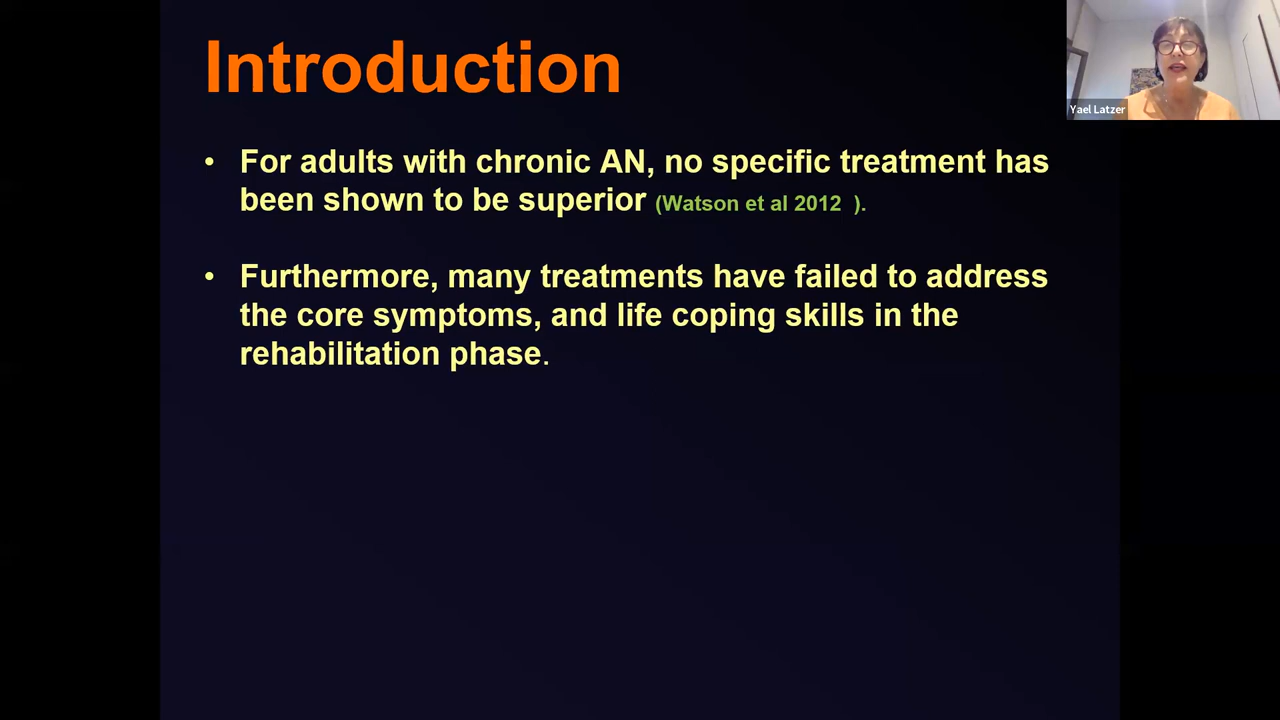 Introduction
• For adults with chronic AN, no specific treatment has
been shown to be superior (Watson et al 2012  ).
• Furthermore, many treatments have failed to address
the core symptoms, and life coping skills in the
rehabilitation phase.
Yael Latzer